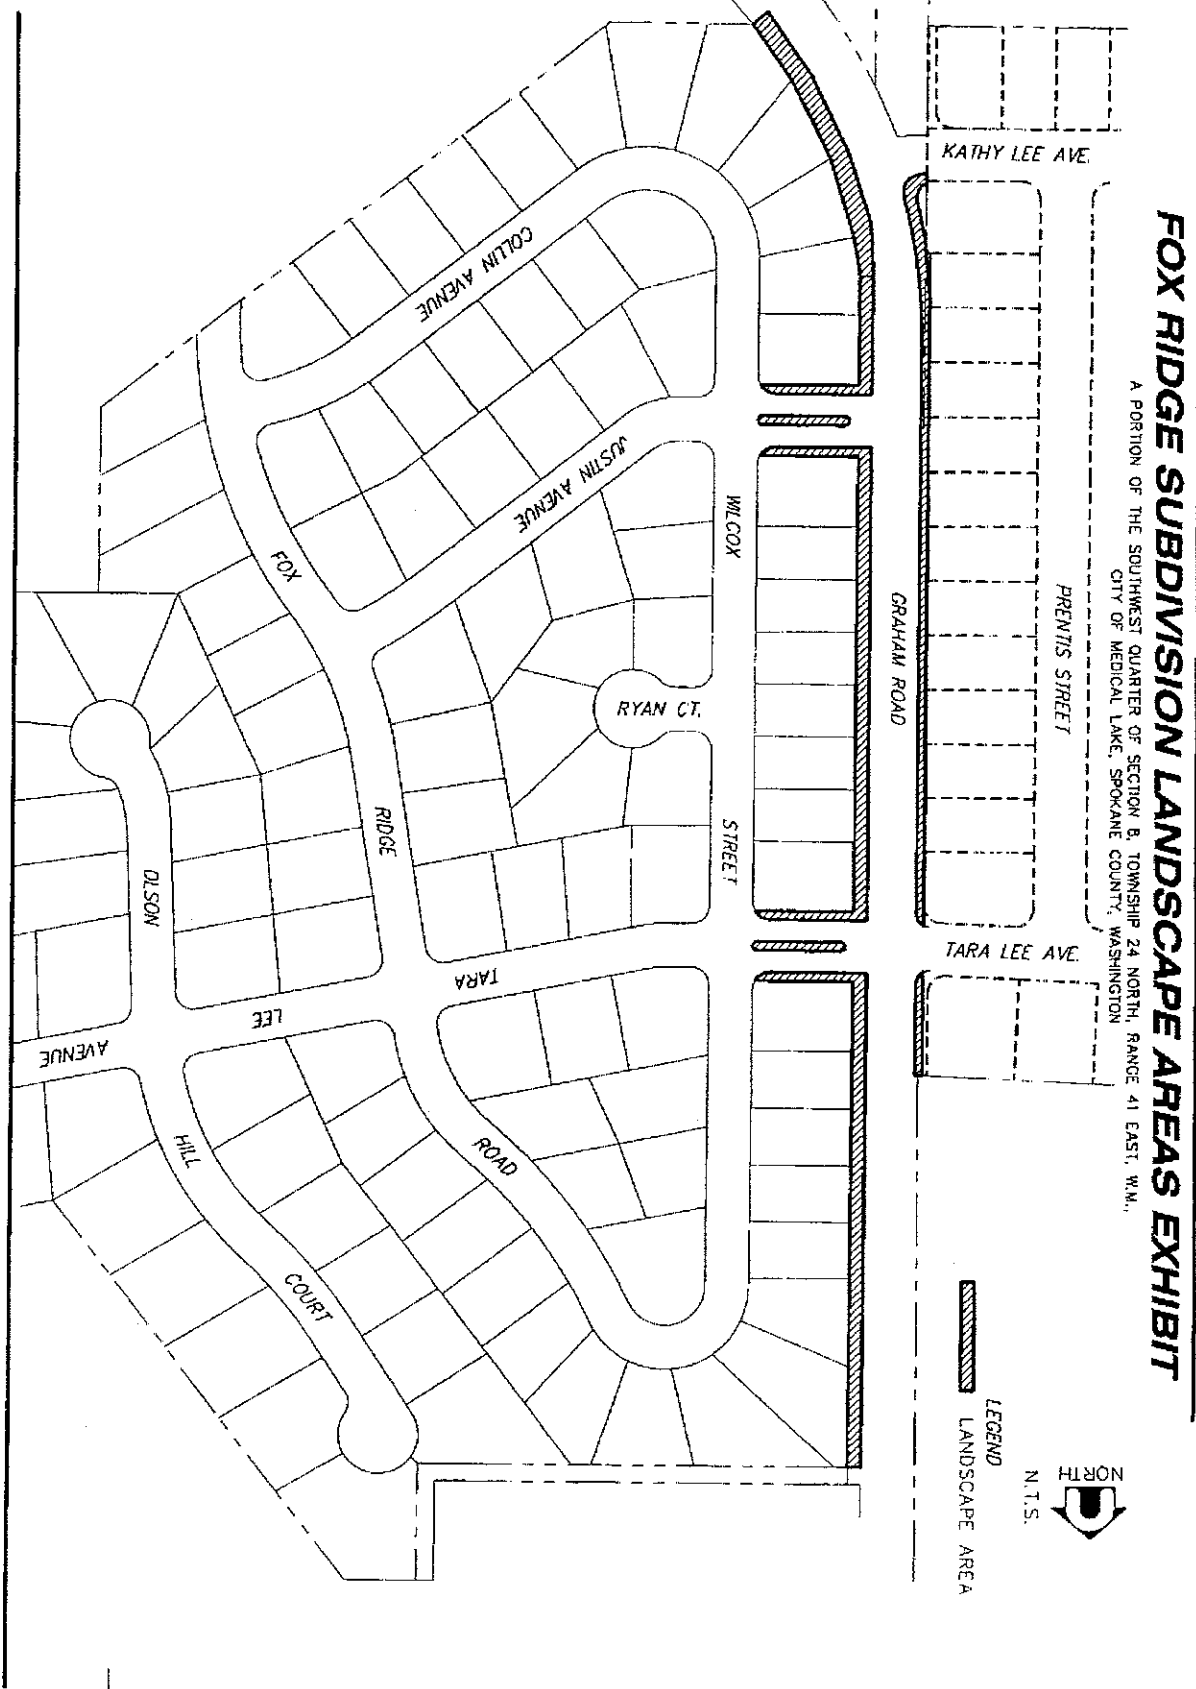 FOX RIDGE SUBDIVISION LANDSCAPE AREAS EXHIBIT
A PORTION OF THE SOUTHWEST QUARTER OF SECTION 8, TOWNSHIP 24 NORTH, RANGE 41 EAST, W.M.,
CITY OF MEDICAL LAKE, SPOKANE COUNTY, WASHINGTON
NORTH
N.T.S.
LEGEND
LANDSCAPE AREA
KATHY LEE AVE.
PRENTIS STREET
TARA LEE AVE.
GRAHAM ROAD
WILCOX
STREET
RYAN CT.
COLLIN AVENUE
JUSTIN AVENUE
FOX
RIDGE
ROAD
TARA
LEE
AVENUE
OLSON
HILL
COURT